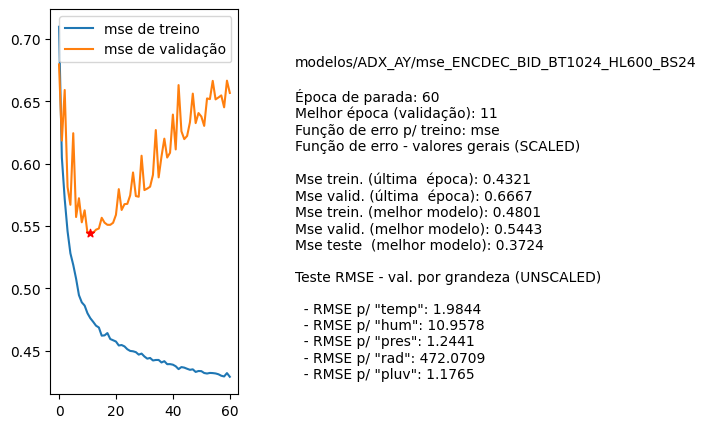 mse de treino
mse de validação
0.70
0.65
0.60
0.55
0.50
0.45
0
20
40
60
modelos/ADX_AY/mse_ENCDEC_BID_BT1024_HL600_BS24
Época de parada: 60
Melhor época (validação): 11
Função de erro p/ treino: mse
Função de erro - valores gerais (SCALED)
Mse trein. (última  época): 0.4321
Mse valid. (última  época): 0.6667
Mse trein. (melhor modelo): 0.4801
Mse valid. (melhor modelo): 0.5443
Mse teste  (melhor modelo): 0.3724
Teste RMSE - val. por grandeza (UNSCALED)
- RMSE p/ "temp": 1.9844
- RMSE p/ "hum": 10.9578
- RMSE p/ "pres": 1.2441
- RMSE p/ "rad": 472.0709
- RMSE p/ "pluv": 1.1765